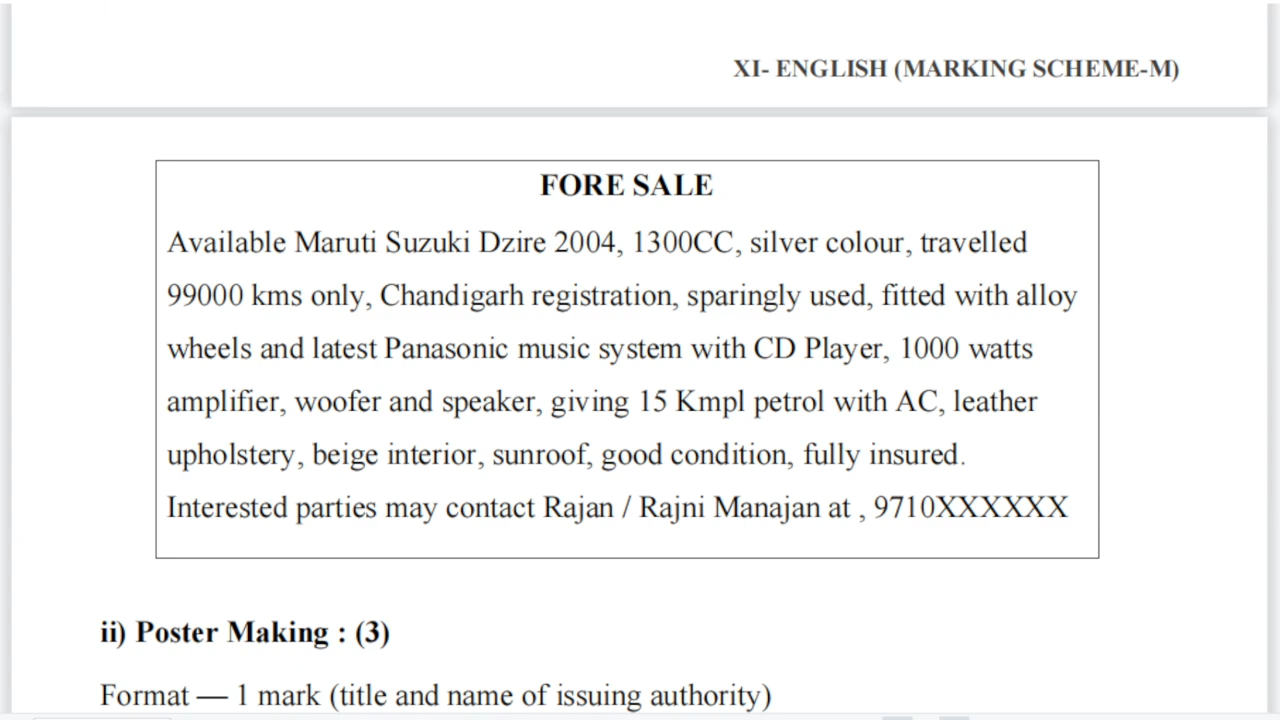 XI- ENGLISH (MARKING SCHEME-M)
FORE SALE
Available Maruti Suzuki Dzire 2004, 1300CC, silver colour, travelled
99000 kms only, Chandigarh registration, sparingly used, fitted with alloy
wheels and latest Panasonic music system with CD Player, 1000 watts
amplifier, woofer and speaker, giving 15 Kmpl petrol with AC, leather
upholstery, beige interior, sunroof, good condition, fully insured.
Interested parties may contact Rajan / Rajni Manajan at , 9710XXXXXX
ii) Poster Making : (3)
Format — 1 mark (title and name of issuing authority)